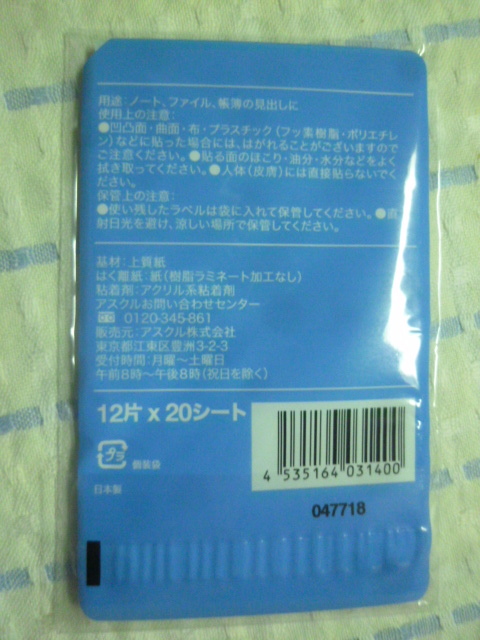 用途：ノート、ファイル、帳簿の見出しに
使用上の注意：
●凹凸面・曲面・布・プラスチック（フッ素樹脂・ポリエチレ
ン）などに貼った場合には、はがれることがございますので
ご注意ください。●貼る面のほこり・油分・水分などをよく
拭き取ってください。●人体（皮膚）には直接貼らないでく
ださい。
保管上の注意：
●使い残したラベルは袋に入れて保管してください。●直
射日光を避け、涼しい場所で保管してください。
基材：上質紙
はく離紙：紙（樹脂ラミネート加工なし）
粘着剤：アクリル系粘着剤
アスクルお問い合わせセンター
0120-345-861
販売元：アスクル株式会社
東京都江東区豊洲3-2-3
受付時間：月曜〜土曜日
午前8時〜午後8時（祝日を除く）
12片 x 20シート
プラ
個装袋
4 535164 031400
日本製
047718